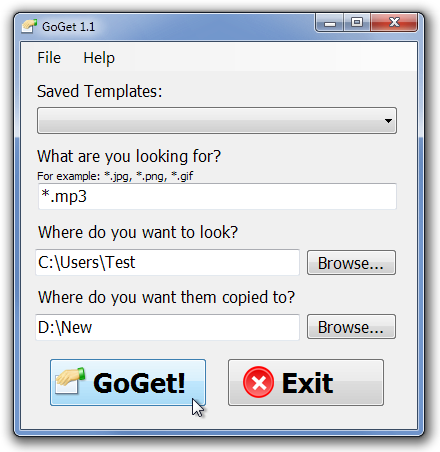 GoGet 1.1
File Help
Saved Templates:
What are you looking for?
For example: *.jpg, *.png, *.gif
*.mp3
Where do you want to look?
C:\Users\Test Browse...
Where do you want them copied to?
D:\New Browse...
GoGet! Exit